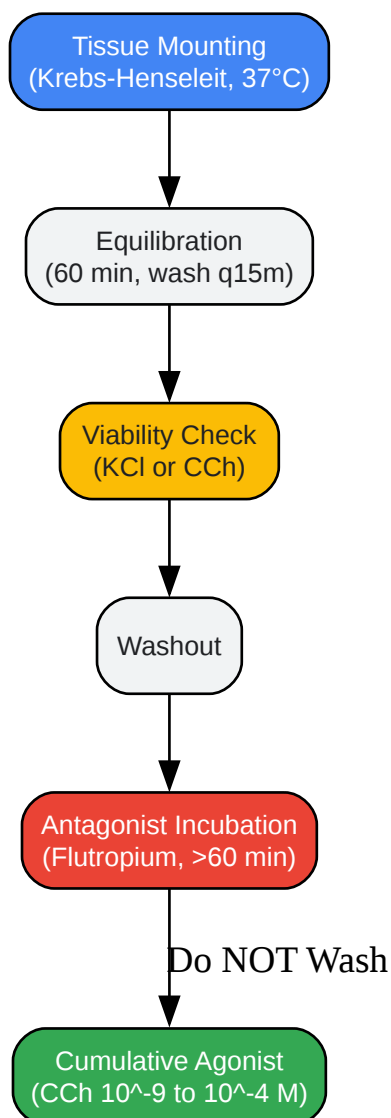 Tissue Mounting
(Krebs-Henseleit, 37°C)
Equilibration
(60 min, wash q15m)
Viability Check
(KCl or CCh)
Washout
Antagonist Incubation
(Flutropium, >60 min)
Do NOT Wash
Cumulative Agonist
(CCh 10^-9 to 10^-4 M)